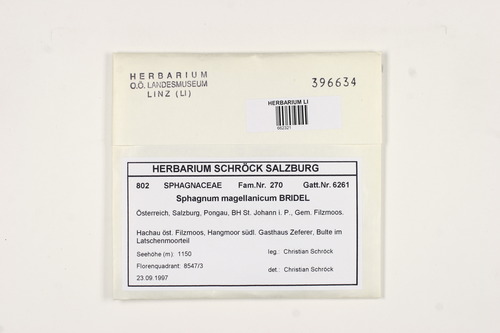 HERBARIUM
O.Ö. LANDESMUSEUM
LINZ (LI)
396634
HERBARIUM LI
HERBARIUM SCHRÖCK SALZBURG
802 SPHAGNACEAE Fam.Nr. 270 Gatt.Nr. 6261
Sphagnum magellanicum BRIDEL
Österreich, Salzburg, Pongau, BH St. Johann i. P., Gem. Filzmoos.
Hachau öst. Filzmoos, Hangmoor südl. Gasthaus Zeferer, Bulte im
Latschenmoorteil
Seehöhe (m): 1150 leg.: Christian Schröck
Florenquadrant: 8547/3 det.: Christian Schröck
23.09.1997